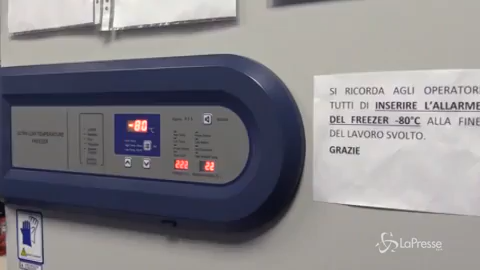 SI RICORDA AGLI OPERATORI
TUTTI DI INSERIRE L'ALLARME
DEL FREEZER -80°C ALLA FINE
DEL LAVORO SVOLTO.
GRAZIE
-80 °C
ULTRA LOW TEMPERATURE
FREEZER
222
22
LaPresse